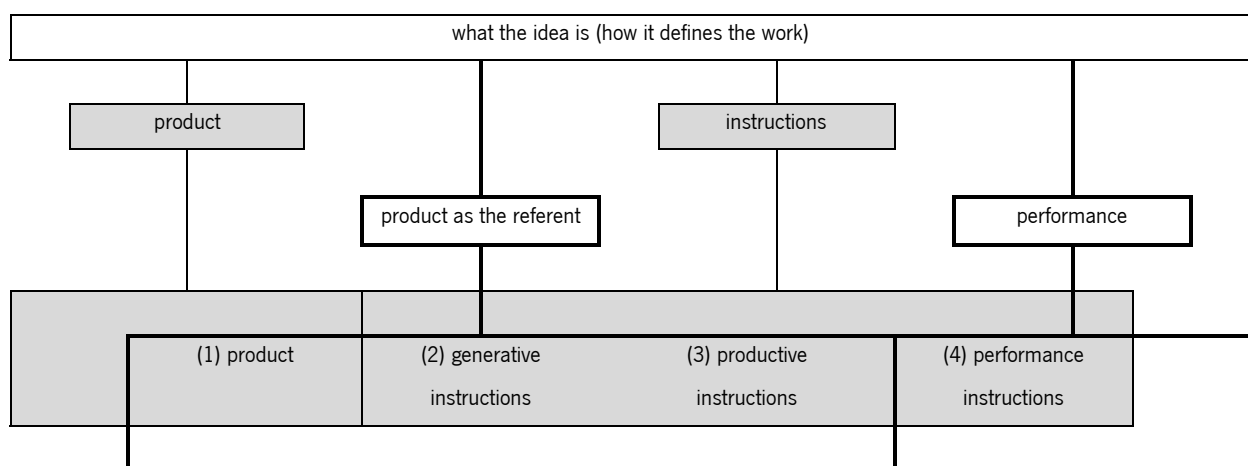 what the idea is (how it defines the work)
product
instructions
product as the referent
performance
(1) product
(2) generative
instructions
(3) productive
instructions
(4) performance
instructions